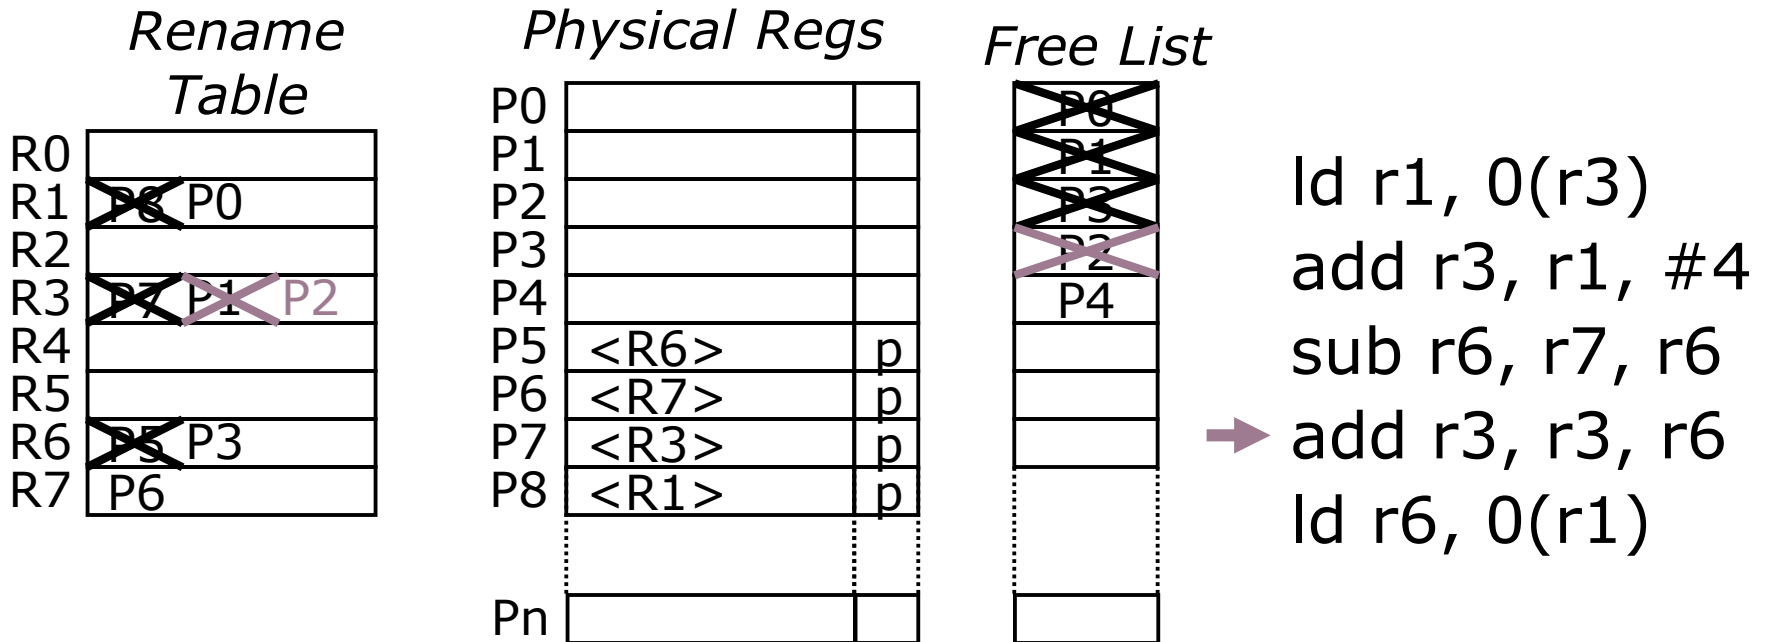 Rename
Table
R0
R1 P8 P0
R2
R3 P7 P1 P2
R4
R5
R6 P5 P3
R7 P6
Physical Regs
P0
P1
P2
P3
P4
P5 <R6> p
P6 <R7> p
P7 <R3> p
P8 <R1> p
Pn
Free List
P0
P1
P3
P2
P4
ld r1, 0(r3)
add r3, r1, #4
sub r6, r7, r6
add r3, r3, r6
ld r6, 0(r1)